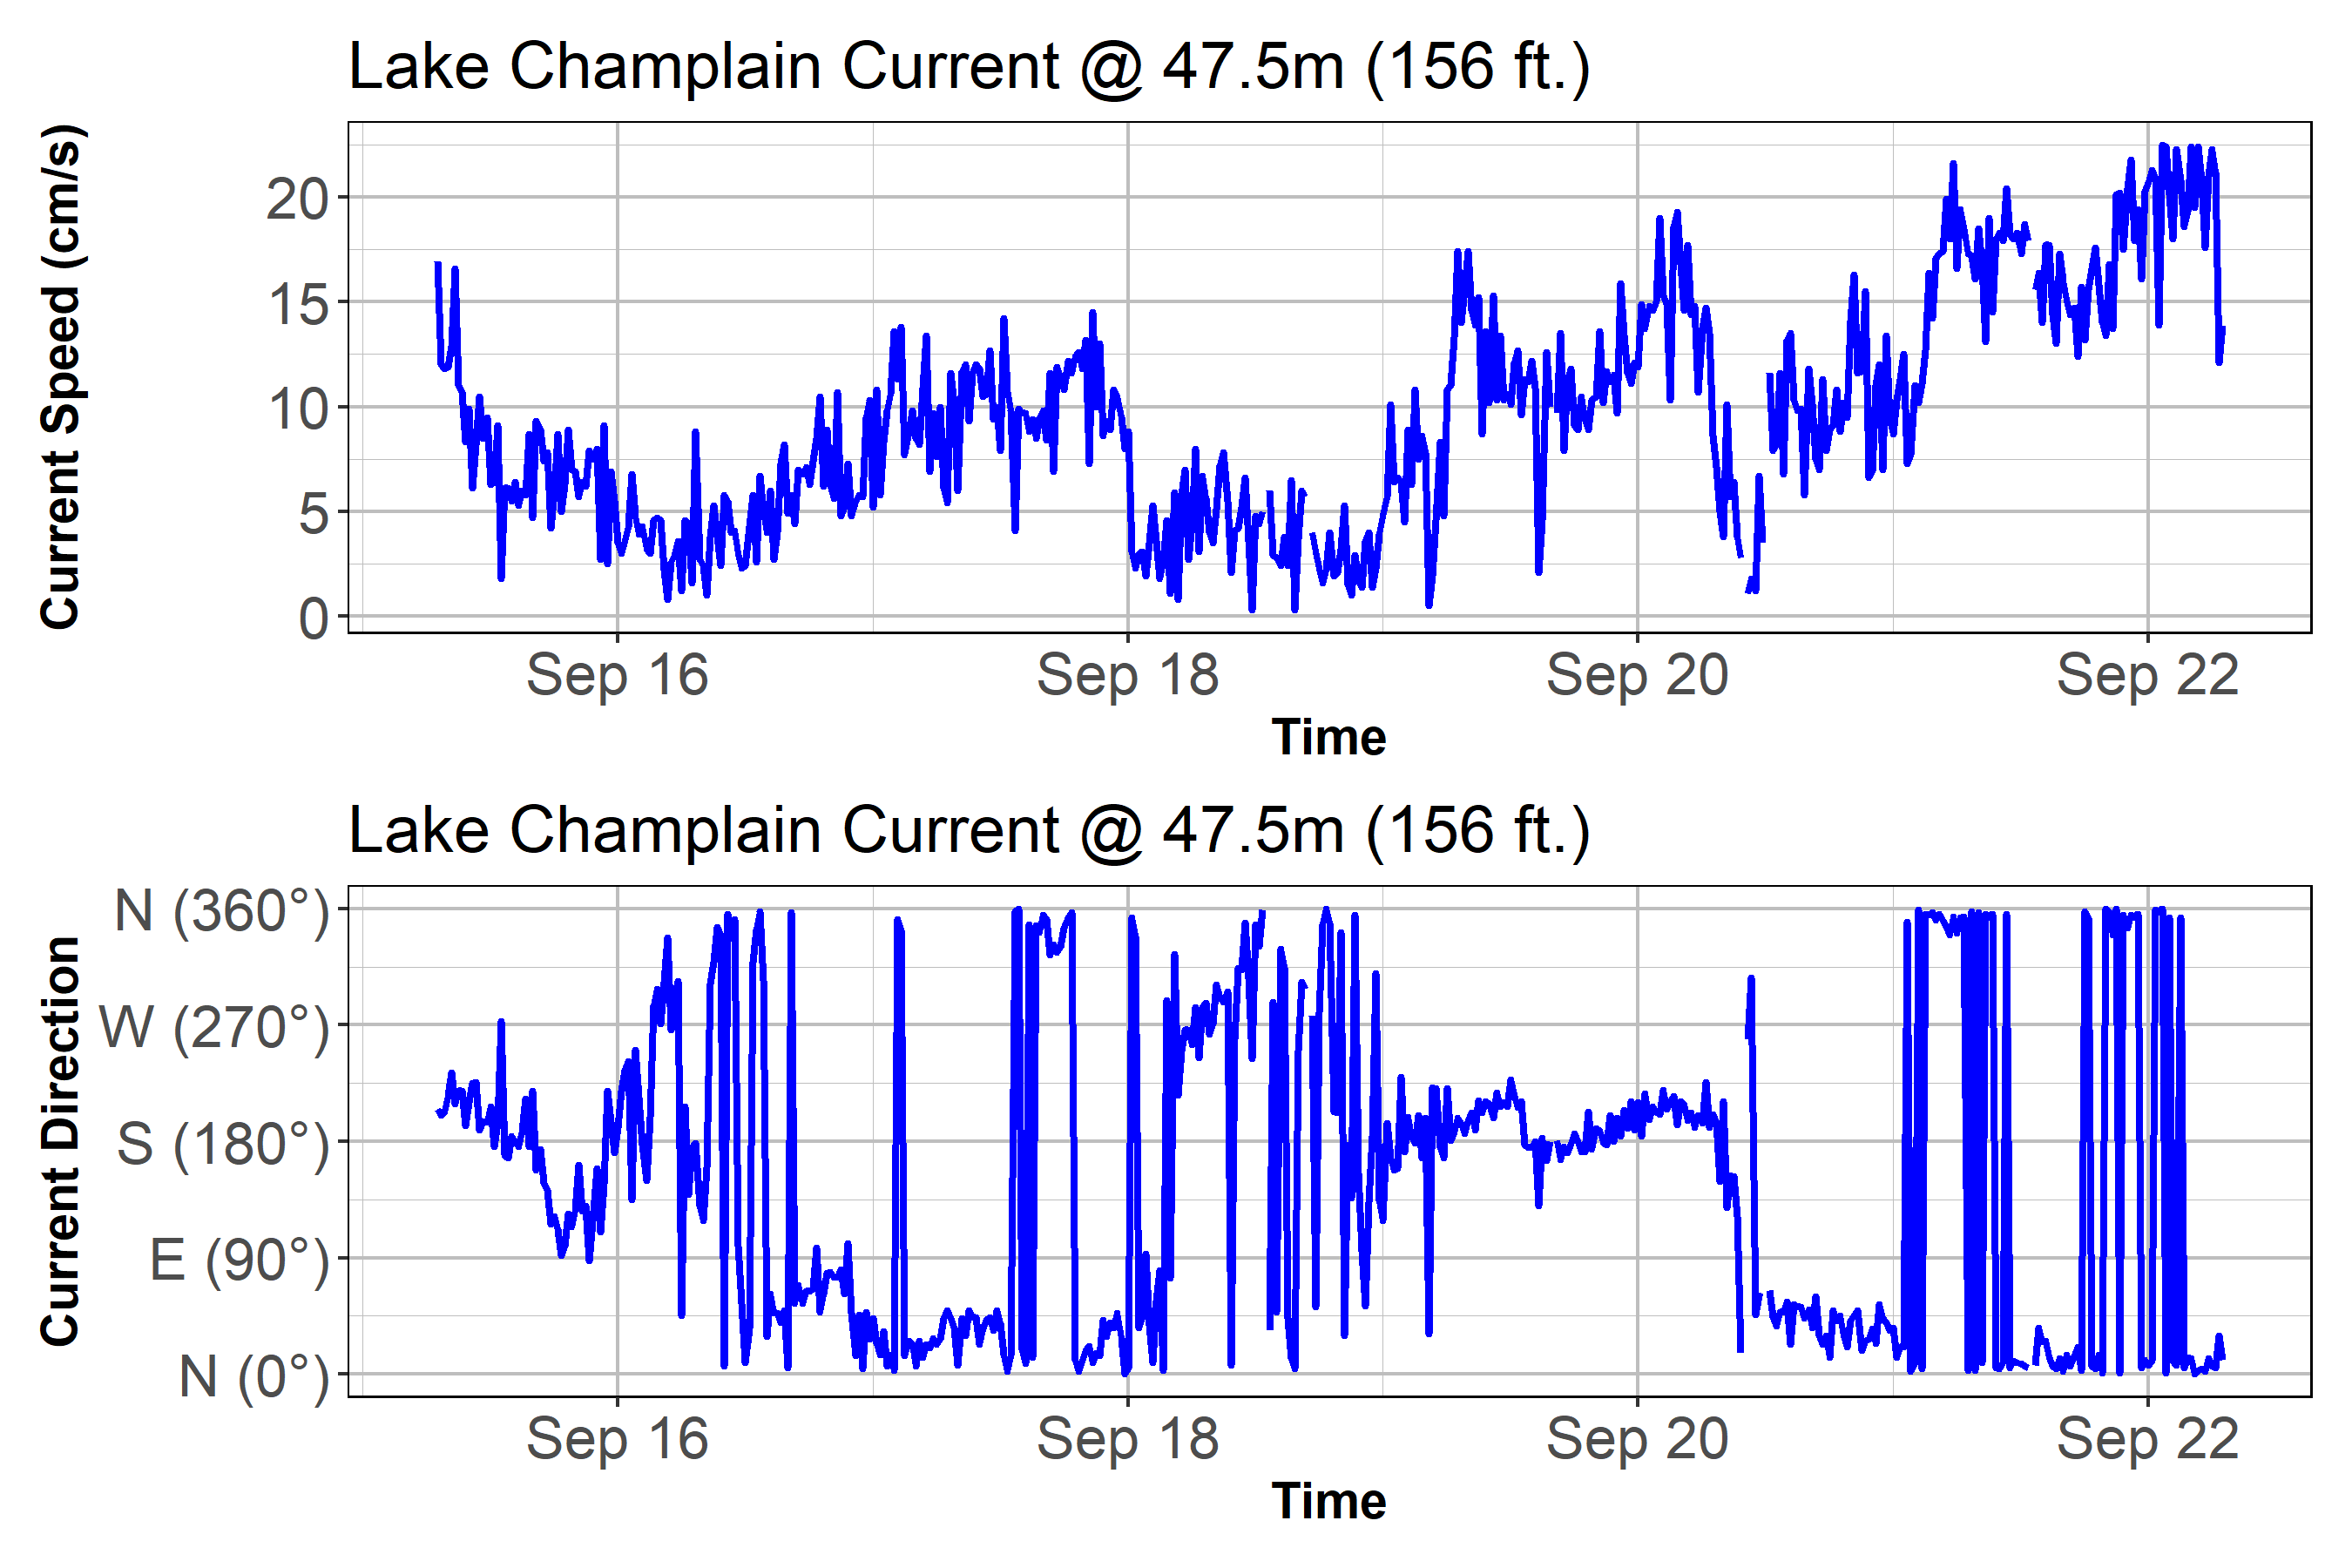 Lake Champlain Current @ 47.5m (156 ft.)
Current Speed (cm/s)
20
15
10
5
0
Sep 16 Sep 18 Sep 20 Sep 22
Time
Lake Champlain Current @ 47.5m (156 ft.)
Current Direction
N (360°)
W (270°)
S (180°)
E (90°)
N (0°)
Sep 16 Sep 18 Sep 20 Sep 22
Time